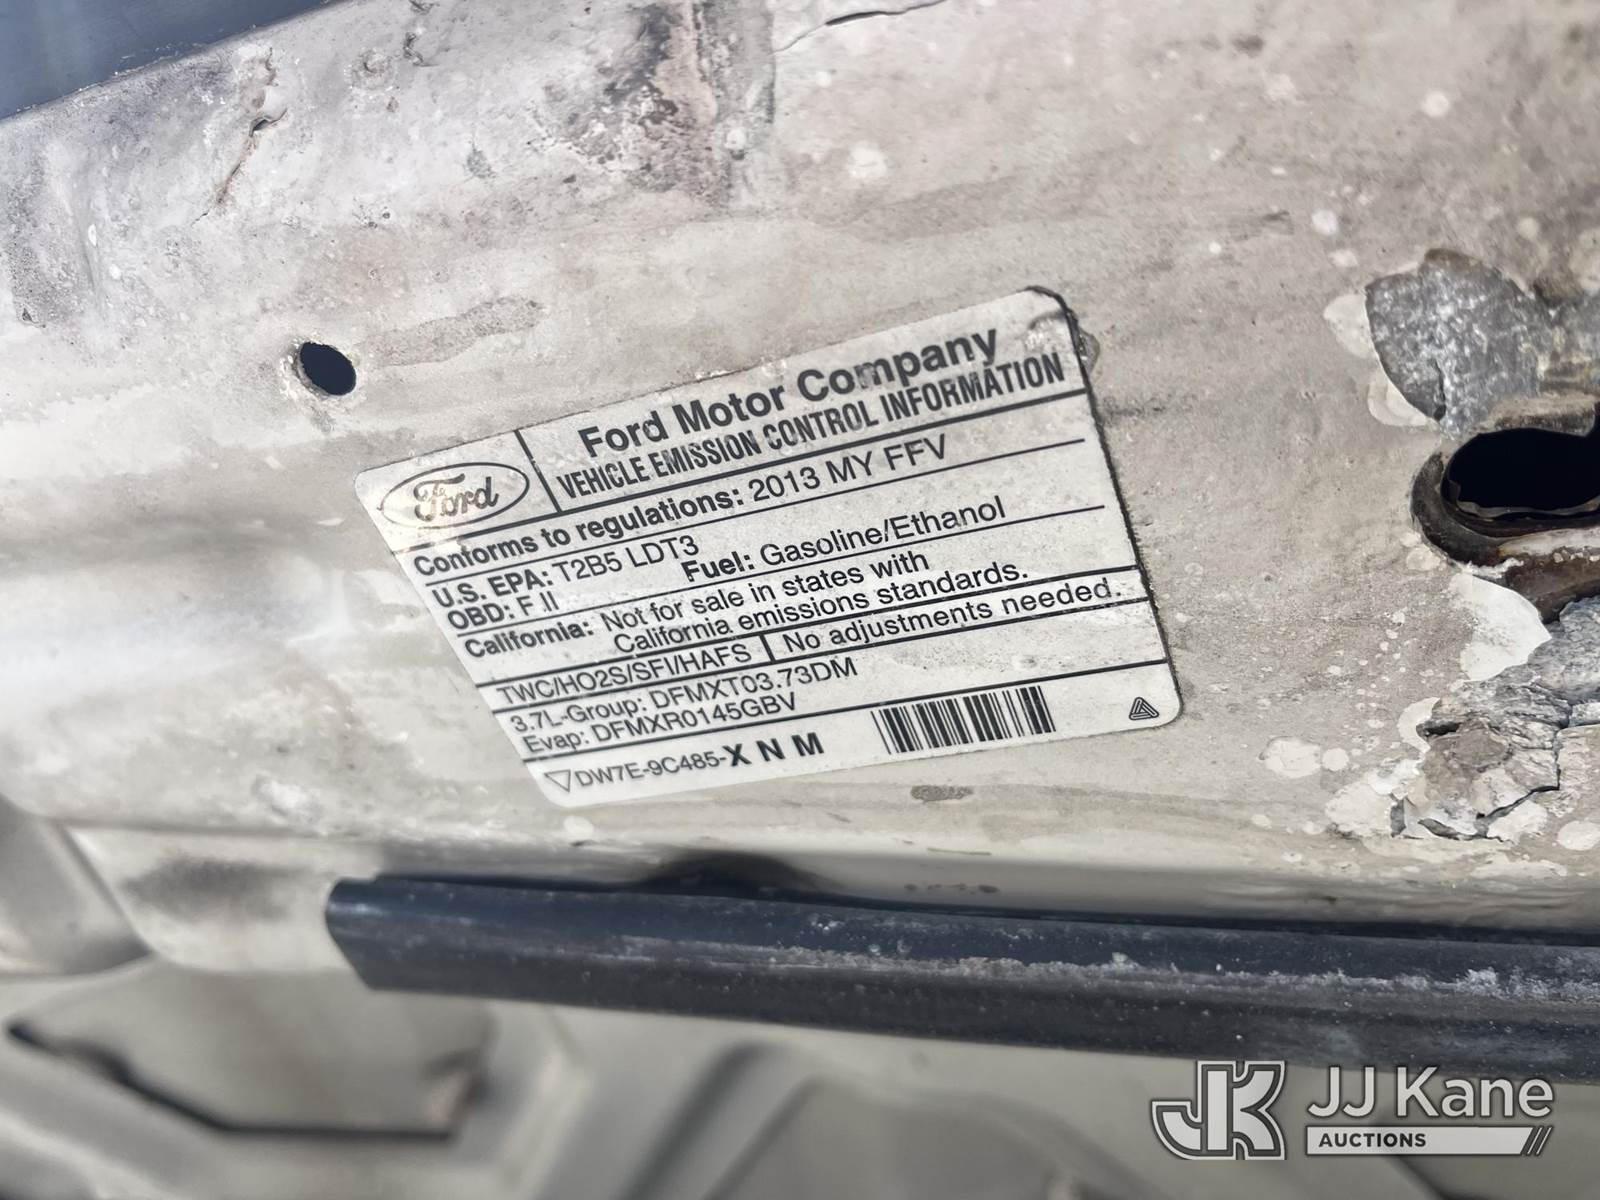 Ford
Ford Motor Company
VEHICLE EMISSION CONTROL INFORMATION
Conforms to regulations: 2013 MY FFV
U.S. EPA: T2B5 LDT3
OBD: F II Fuel: Gasoline/Ethanol
California: Not for sale in states with
California emissions standards.
TWC/HO2S/SFI/HAFS No adjustments needed.
3.7L-Group: DFMXT03.73DM
Evap: DFMXR0145GBV
DW7E-9C485-X N M
JK JJ Kane
AUCTIONS